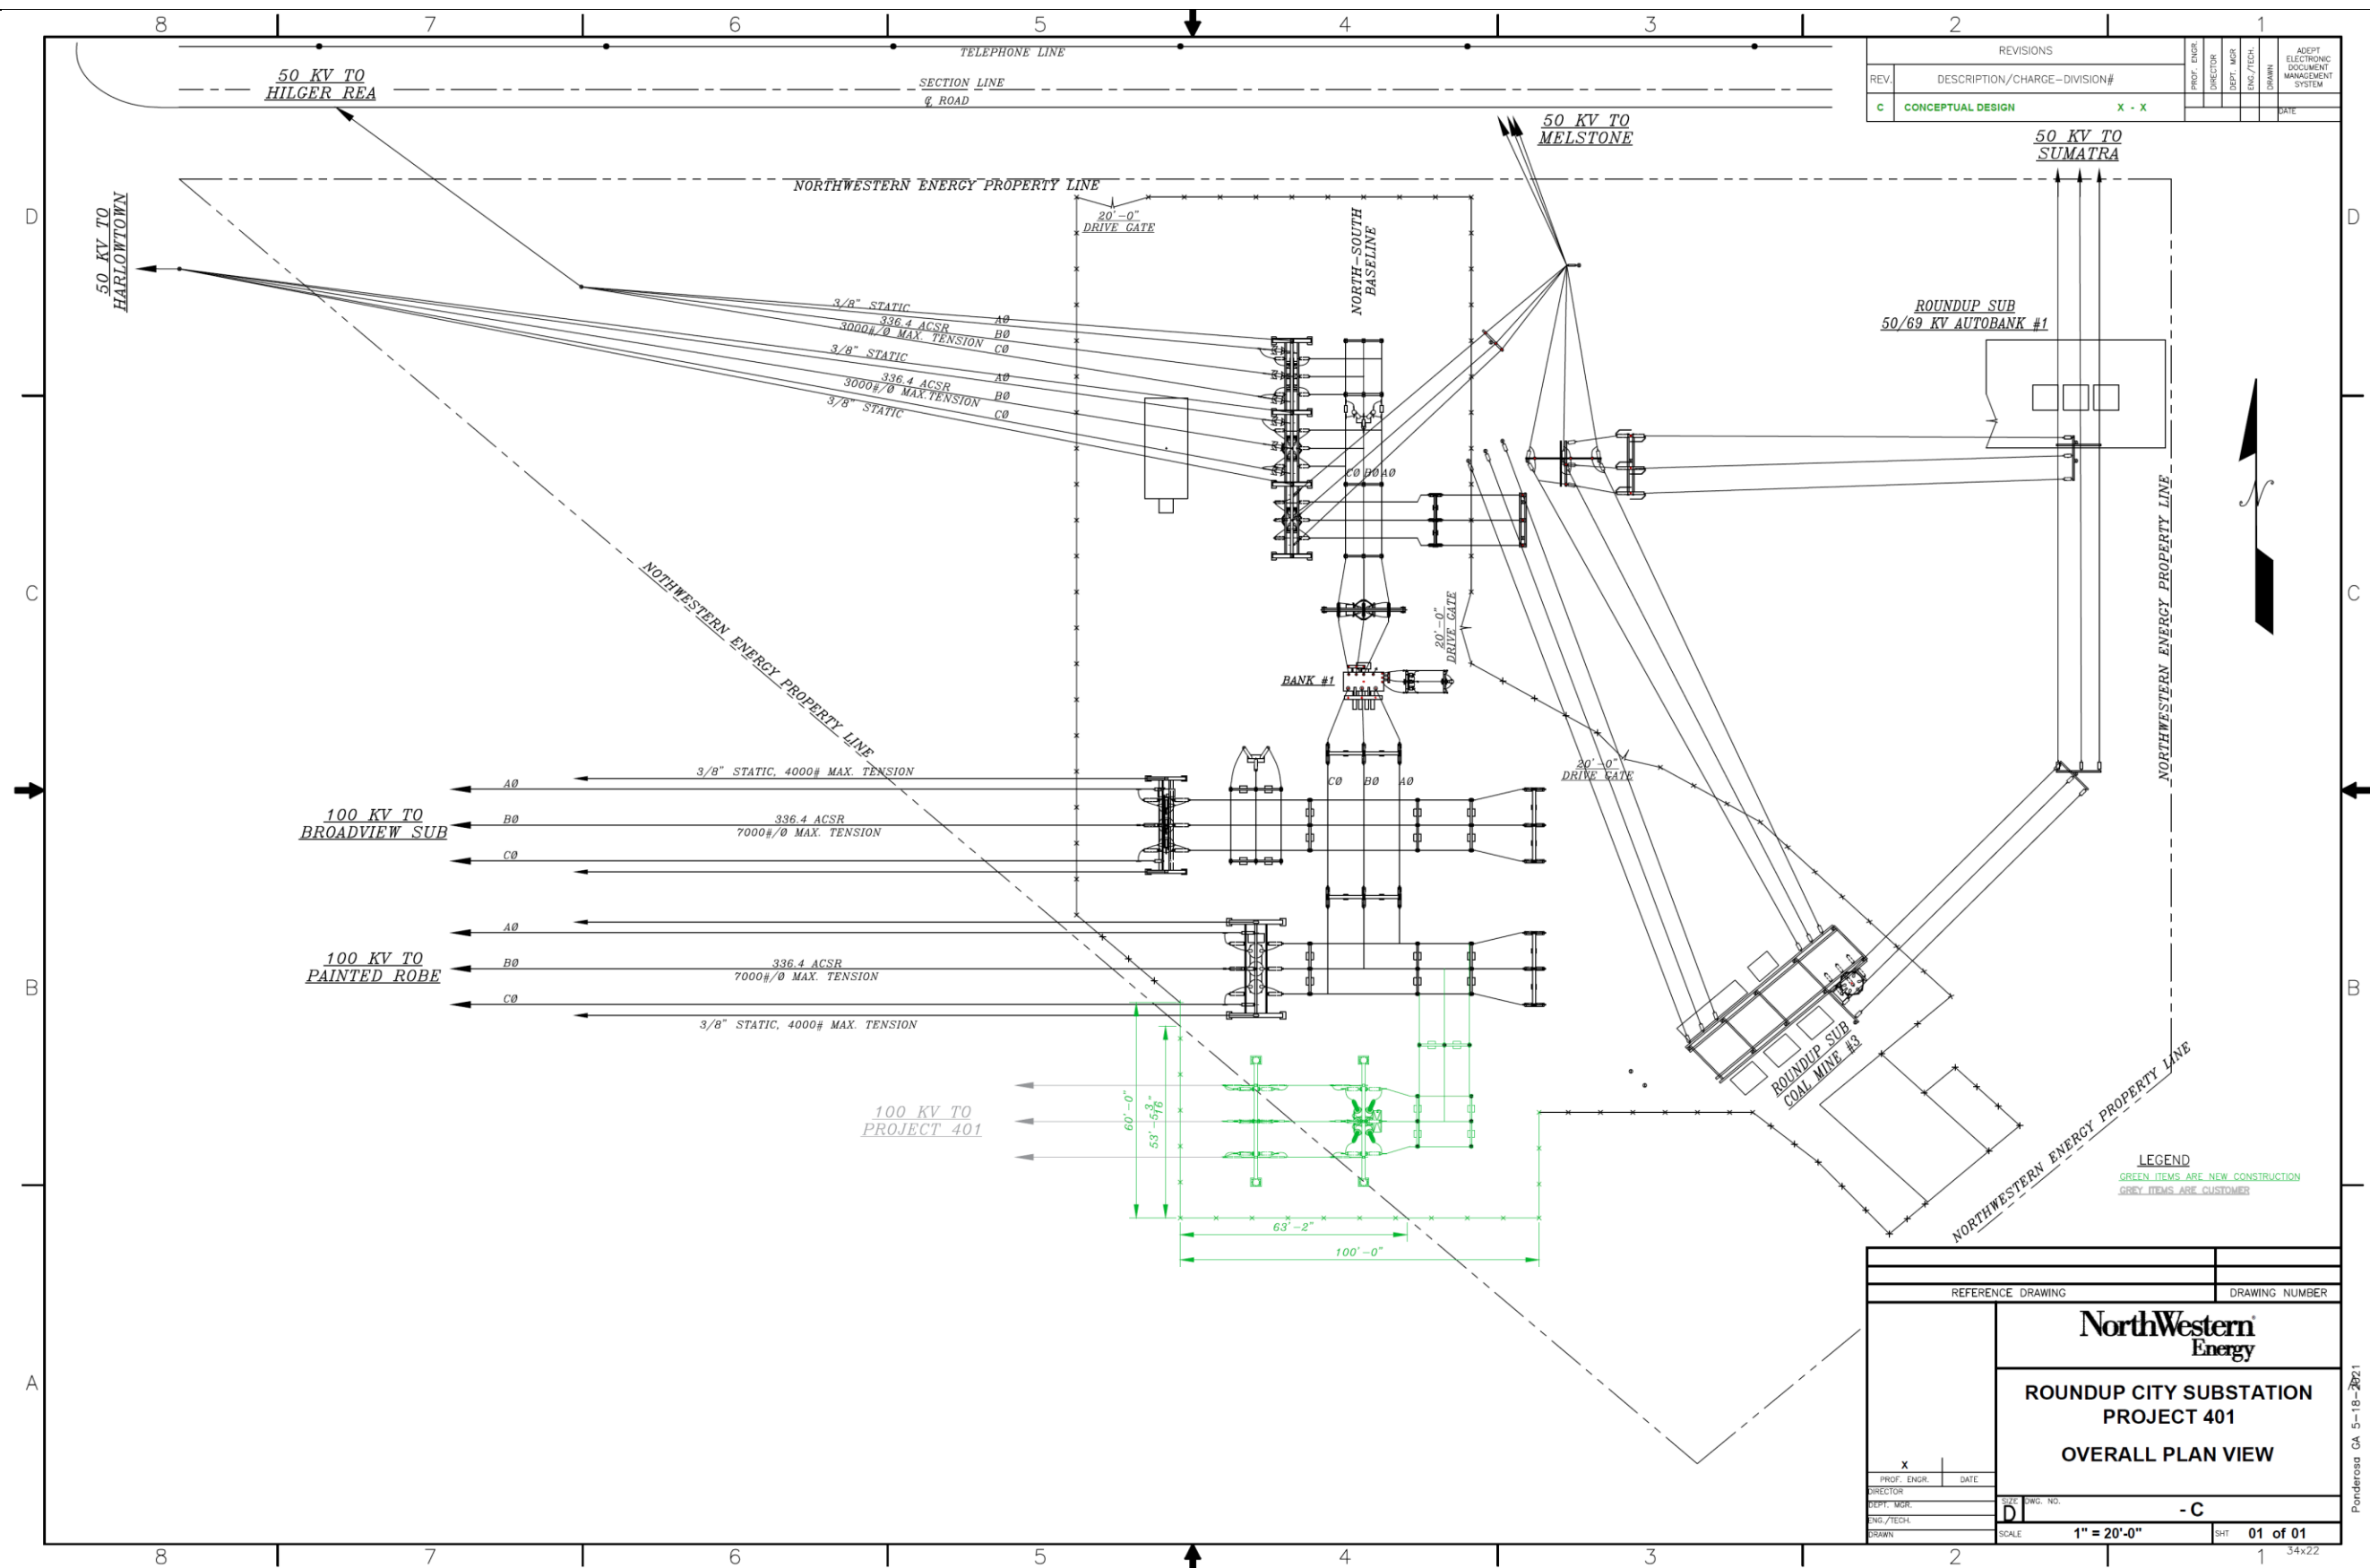 8 7 6 5 4 3 2 1
TELEPHONE LINE
SECTION LINE
℄ ROAD
50 KV TO
HILGER REA
50 KV TO
HARLOWTOWN
NORTHWESTERN ENERGY PROPERTY LINE
20'-0"
DRIVE GATE
NORTH-SOUTH
BASELINE
50 KV TO
MELSTONE
50 KV TO
SUMATRA
REVISIONS
REV.
DESCRIPTION/CHARGE-DIVISION#
C
CONCEPTUAL DESIGN
X - X
PROF. ENGR.
DIRECTOR
DEPT. MGR
ENG./TECH.
DRAWN
ADEPT
ELECTRONIC
DOCUMENT
MANAGEMENT
SYSTEM
DATE
D
D
3/8" STATIC
AØ
336.4 ACSR
BØ
3000#/Ø MAX. TENSION
CØ
3/8" STATIC
336.4 ACSR
AØ
3000#/Ø MAX.TENSION
BØ
3/8" STATIC
CØ
CØ BØ AØ
ROUNDUP SUB
50/69 KV AUTOBANK #1
NORTHWESTERN ENERGY PROPERTY LINE
N
C
C
NOTHWESTERN ENERGY PROPERTY LINE
20'-0"
DRIVE GATE
BANK #1
20'-0"
DRIVE GATE
3/8" STATIC, 4000# MAX. TENSION
AØ
100 KV TO
BROADVIEW SUB
BØ
336.4 ACSR
7000#/Ø MAX. TENSION
CØ
CØ BØ AØ
AØ
100 KV TO
PAINTED ROBE
BØ
336.4 ACSR
7000#/Ø MAX. TENSION
CØ
3/8" STATIC, 4000# MAX. TENSION
B
B
60'-0"
53'-5 3/16"
100 KV TO
PROJECT 401
63'-2"
100'-0"
ROUNDUP SUB
COAL MINE #3
NORTHWESTERN ENERGY PROPERTY LINE
LEGEND
GREEN ITEMS ARE NEW CONSTRUCTION
GREY ITEMS ARE CUSTOMER
A
REFERENCE DRAWING
DRAWING NUMBER
NorthWestern
Energy
ROUNDUP CITY SUBSTATION
PROJECT 401
OVERALL PLAN VIEW
X
PROF. ENGR.
DATE
DIRECTOR
DEPT. MGR.
ENG./TECH.
DRAWN
SIZE
D
DWG. NO.
- C
SCALE
1" = 20'-0"
SHT
01 of 01
34x22
Ponderosa GA 5-18-2021
A
8 7 6 5 4 3 2 1